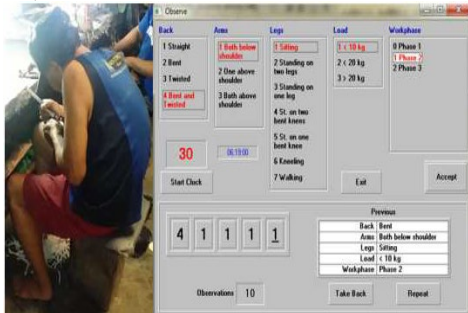 Observe
Back
1 Straight
2 Bent
3 Twisted
4 Bent and Twisted
Arms
1 Both below shoulder
2 One above shoulder
3 Both above shoulder
Legs
1 Sitting
2 Standing on two legs
3 Standing on one leg
4 St. on two bent knees
5 St. on one bent knee
6 Kneeling
7 Walking
Load
1 < 10 kg
2 < 20 kg
3 > 20 kg
Workphase
0 Phase 1
1 Phase 2
2 Phase 3
30
06:19:00
Start Clock
Exit
Accept
4 1 1 1 1
Observations 10
Previous
Back Bent
Arms Both below shoulder
Legs Sitting
Load < 10 kg
Workphase Phase 2
Take Back
Repeat